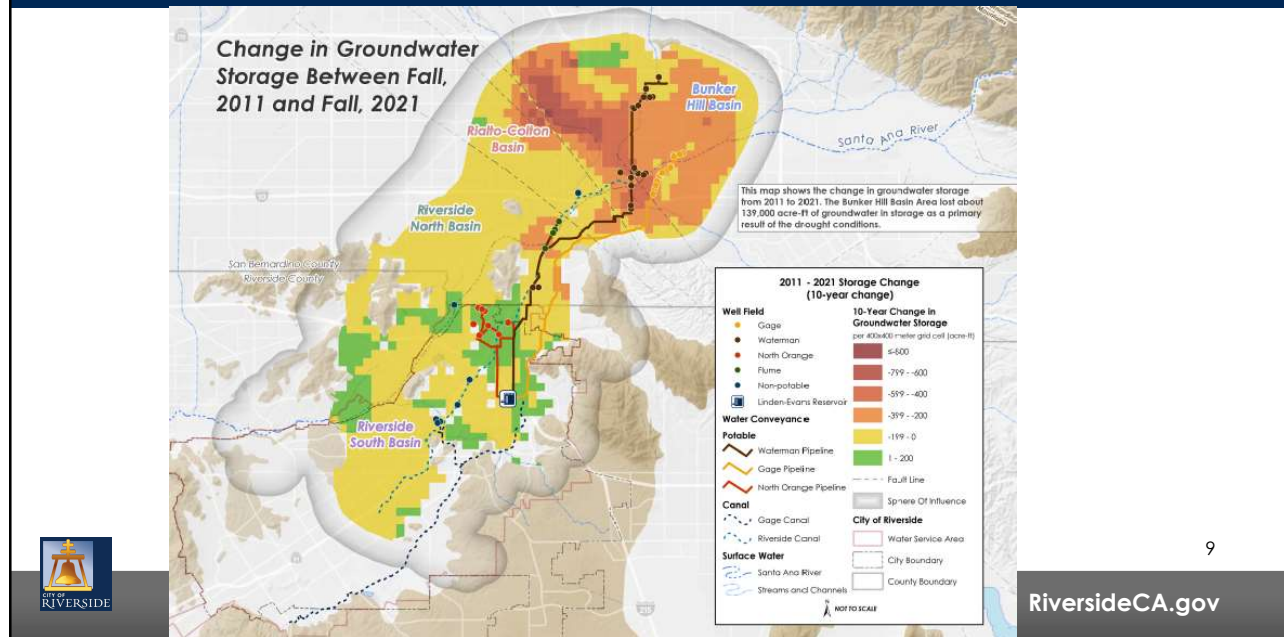 Change in Groundwater
Storage Between Fall,
2011 and Fall, 2021
Bunker
Hill Basin
Rialto-Colton
Basin
Santa Ana River
This map shows the change in groundwater storage
from 2011 to 2021. The Bunker Hill Basin Area lost about
139,000 acre-ft of groundwater in storage as a primary
result of the drought conditions.
Riverside
North Basin
San Bernardino County
Riverside County
Riverside
South Basin
2011 - 2021 Storage Change
(10-year change)
Well Field
Gage
Waterman
North Orange
Flume
Non-potable
Linden-Evans Reservoir
Water Conveyance
Potable
Waterman Pipeline
Gage Pipeline
North Orange Pipeline
Canal
Gage Canal
Riverside Canal
Surface Water
Santa Ana River
Streams and Channels
10-Year Change in
Groundwater Storage
per 400x400 meter grid cell (acre-ft)
-799 - -600
-599 - -400
-399 - -200
-199 - 0
1 - 200
Fault Line
Sphere Of Influence
City of Riverside
Water Service Area
City Boundary
County Boundary
N NOT TO SCALE
215
9
CITY OF
RIVERSIDE
RiversideCA.gov